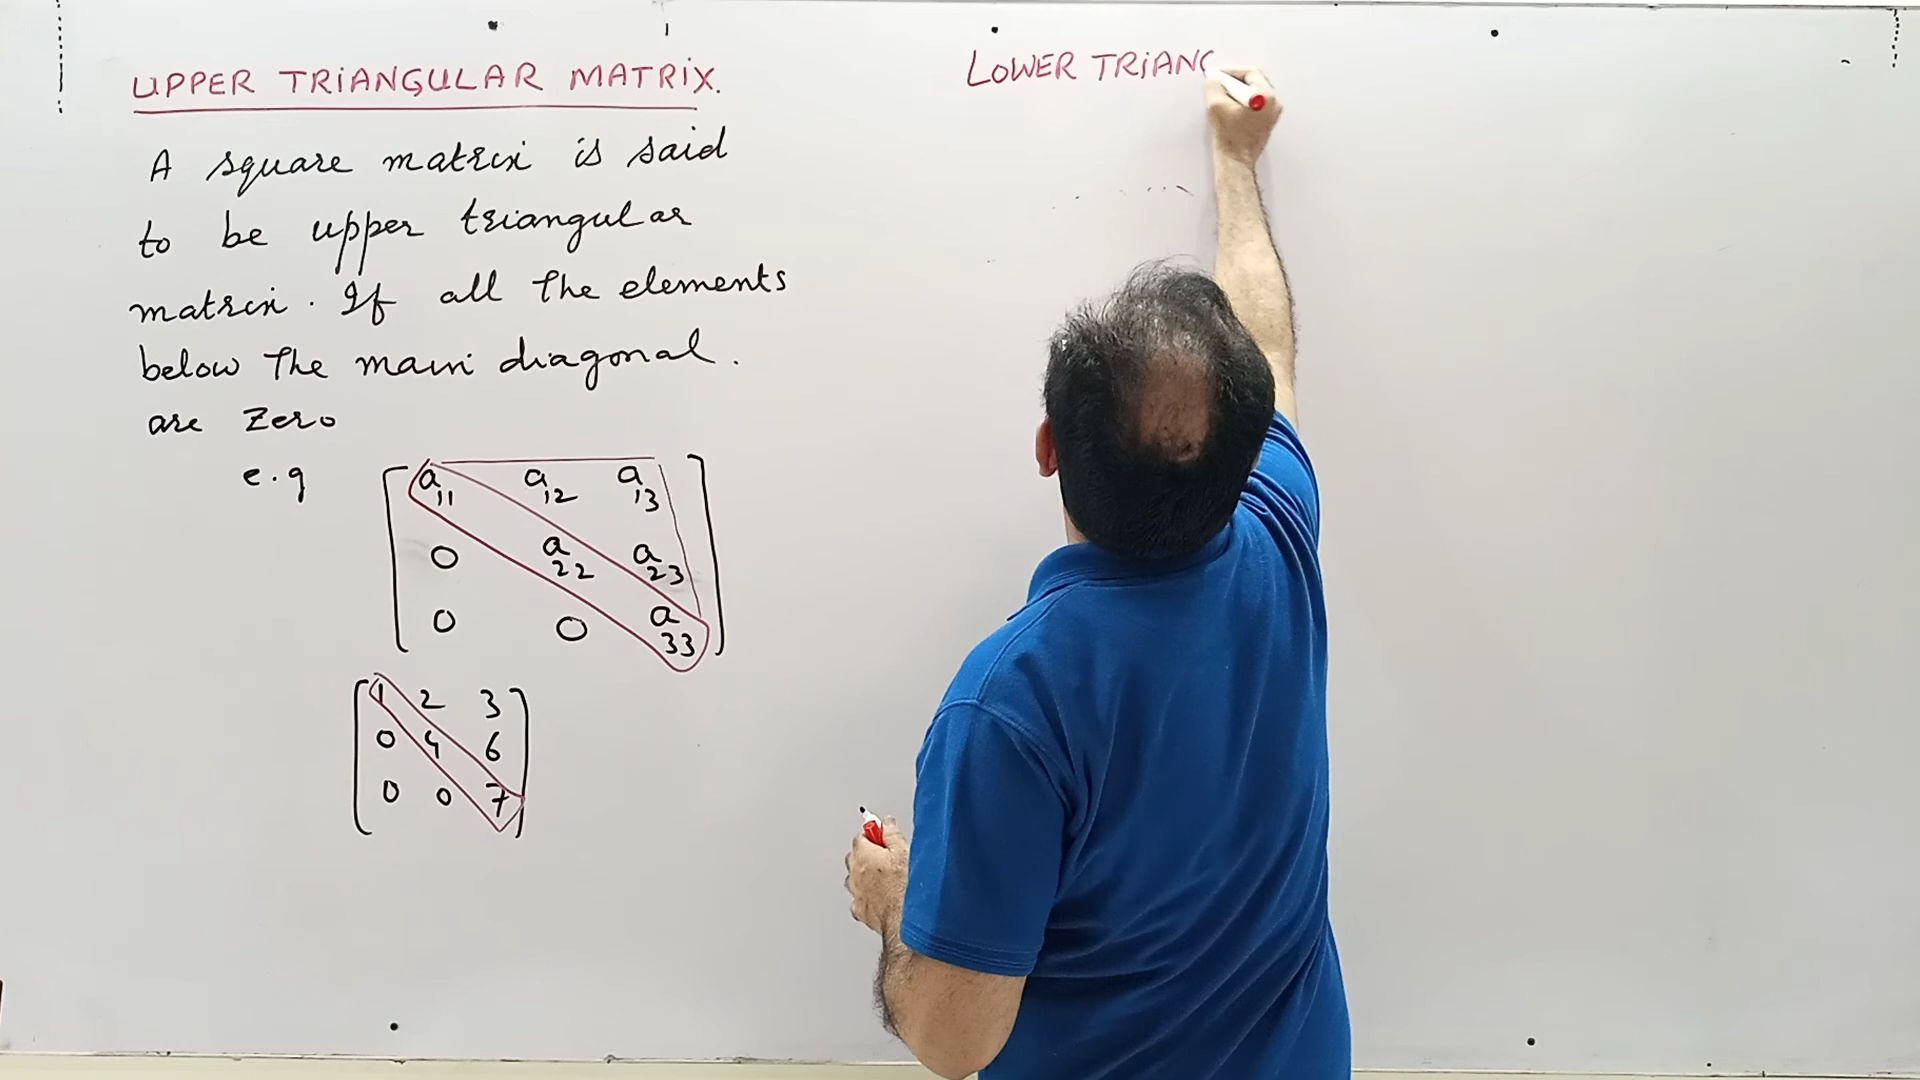 UPPER TRIANGULAR MATRIX.
A square matrix is said
to be upper triangular
matrix. If all the elements
below the main diagonal.
are Zero
e.g
a11 a12 a13
0 a22 a23
0 0 a33
1 2 3
0 4 6
0 0 7
LOWER TRIANG